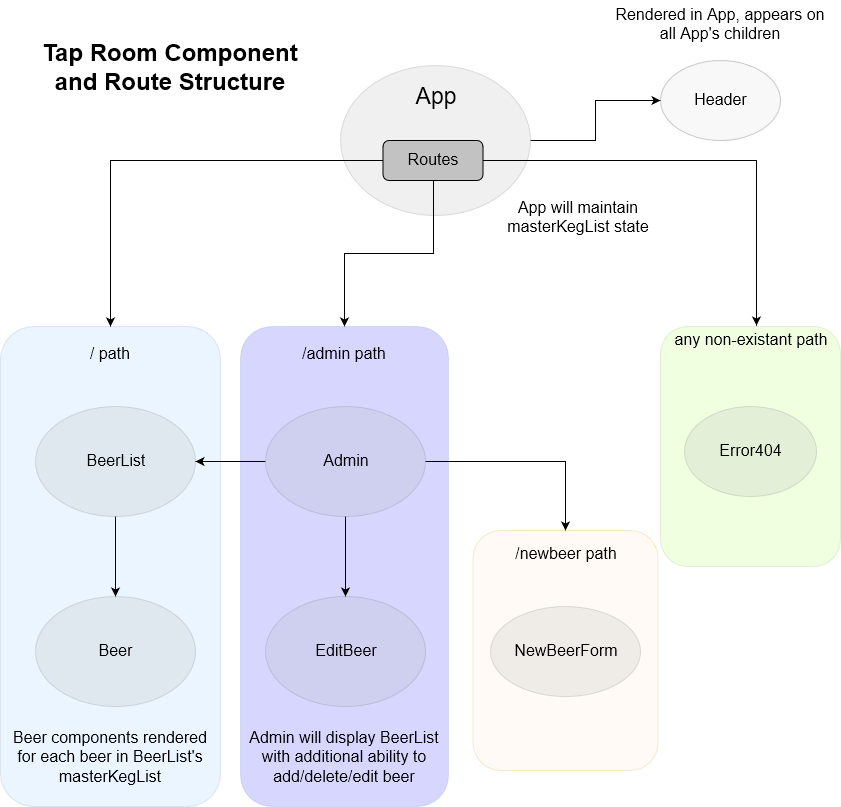 Tap Room Component
and Route Structure
Rendered in App, appears on
all App's children
App
Header
Routes
App will maintain
masterKegList state
/ path
/admin path
any non-existant path
BeerList
Admin
Error404
/newbeer path
Beer
EditBeer
NewBeerForm
Beer components rendered
for each beer in BeerList's
masterKegList
Admin will display BeerList
with additional ability to
add/delete/edit beer